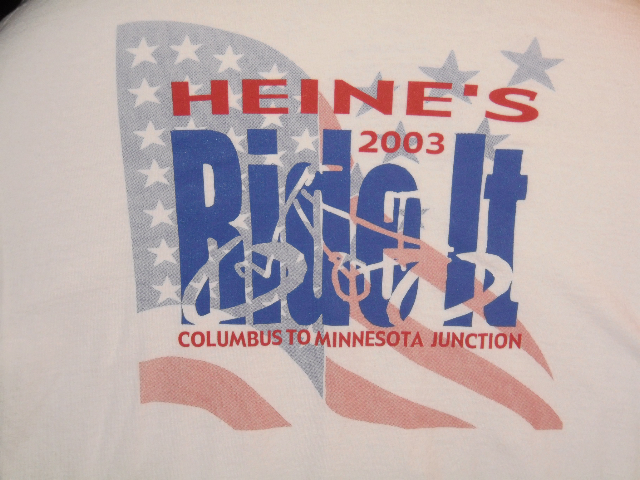 HEINE'S
2003
Ride It
COLUMBUS TO MINNESOTA JUNCTION